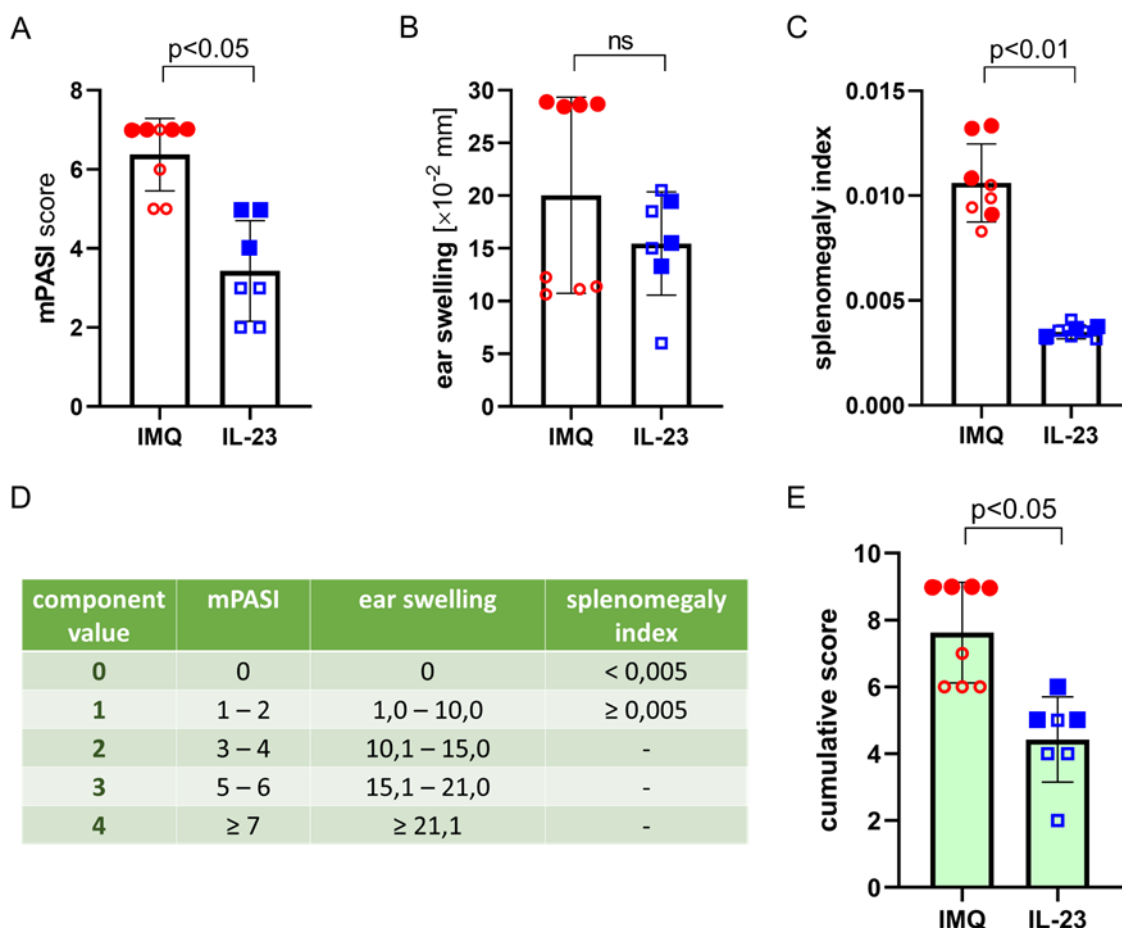 A
p<0.05
mPASI score
8
6
4
2
0
IMQ IL-23
B
ns
ear swelling [×10⁻² mm]
30
25
20
15
10
5
0
IMQ IL-23
C
p<0.01
splenomegaly index
0.015
0.010
0.005
0.000
IMQ IL-23
D
component value mPASI ear swelling splenomegaly index
0 0 0 < 0,005
1 1 – 2 1,0 – 10,0 ≥ 0,005
2 3 – 4 10,1 – 15,0 -
3 5 – 6 15,1 – 21,0 -
4 ≥ 7 ≥ 21,1 -
E
p<0.05
cumulative score
10
8
6
4
2
0
IMQ IL-23